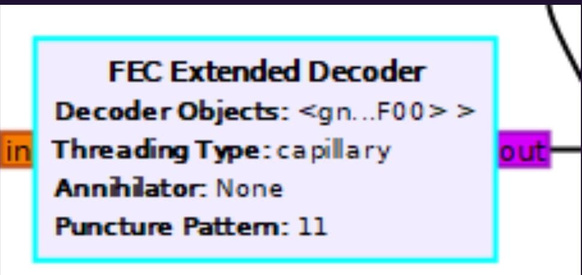 FEC Extended Decoder
Decoder Objects: <gn...F00> >
in
Threading Type: capillary
out
Annihilator: None
Puncture Pattern: 11